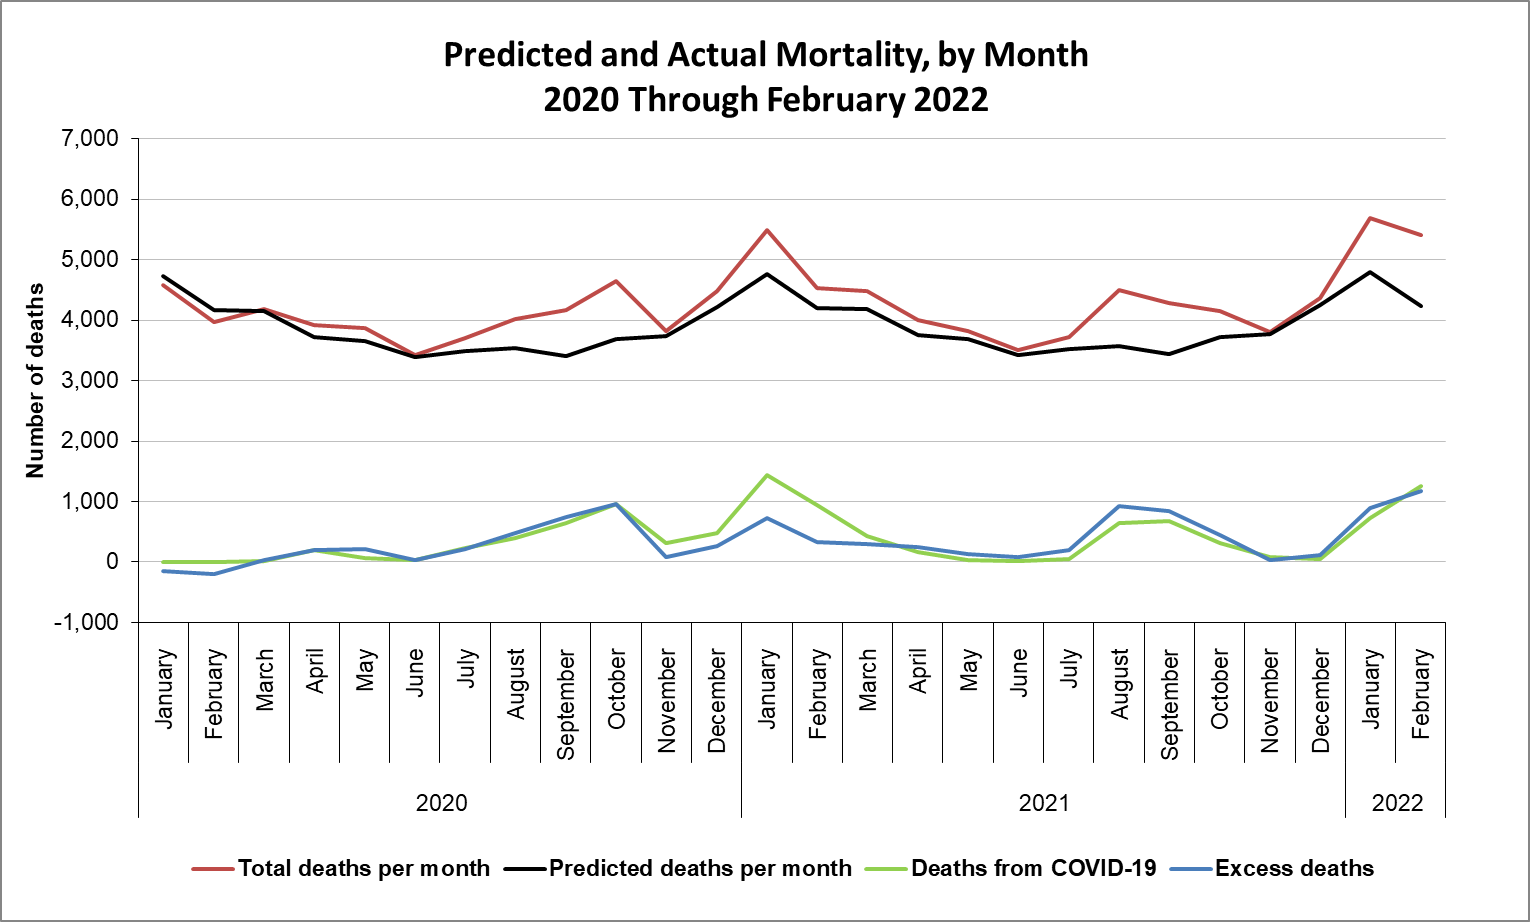 Predicted and Actual Mortality, by Month
2020 Through February 2022
7,000
6,000
5,000
4,000
3,000
2,000
1,000
0
-1,000
Number of deaths
January
February
March
April
May
June
July
August
September
October
November
December
January
February
March
April
May
June
July
August
September
October
November
December
January
February
2020
2021
2022
Total deaths per month
Predicted deaths per month
Deaths from COVID-19
Excess deaths